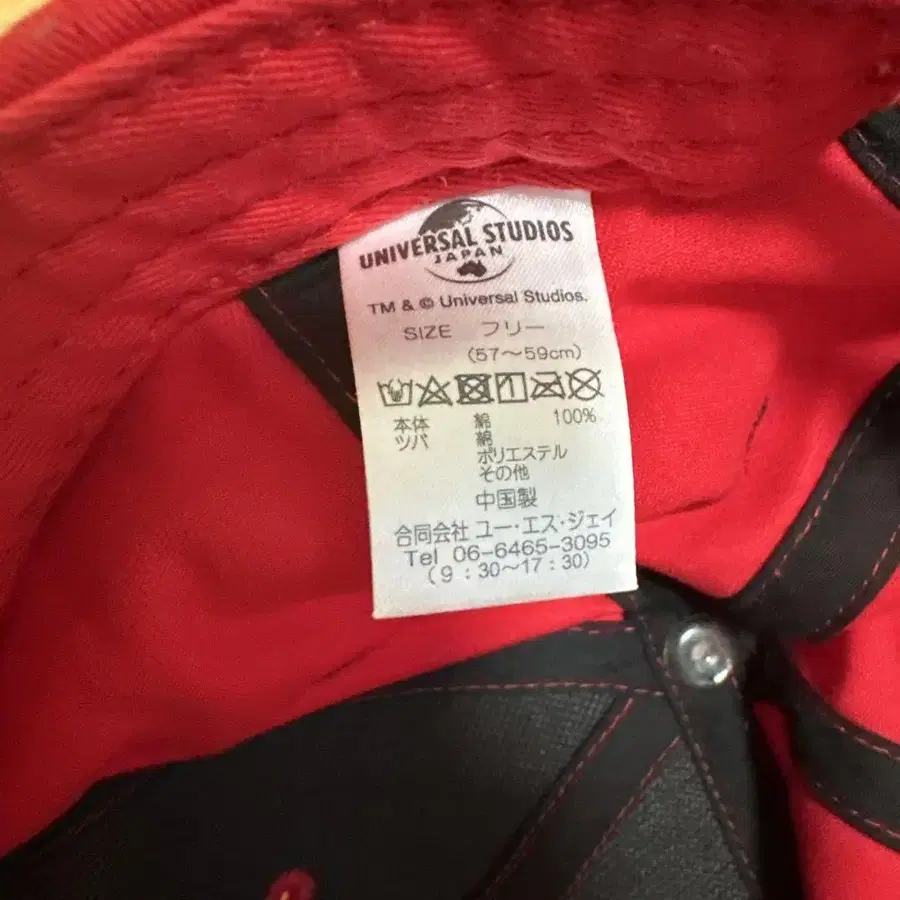 UNIVERSAL STUDIOS
JAPAN
TM & © Universal Studios.
SIZE フリー
(57～59cm)
本体 綿 100%
ツバ 綿
ポリエステル
その他
中国製
合同会社 ユー・エス・ジェイ
Tel 06-6465-3095
(9:30～17:30)